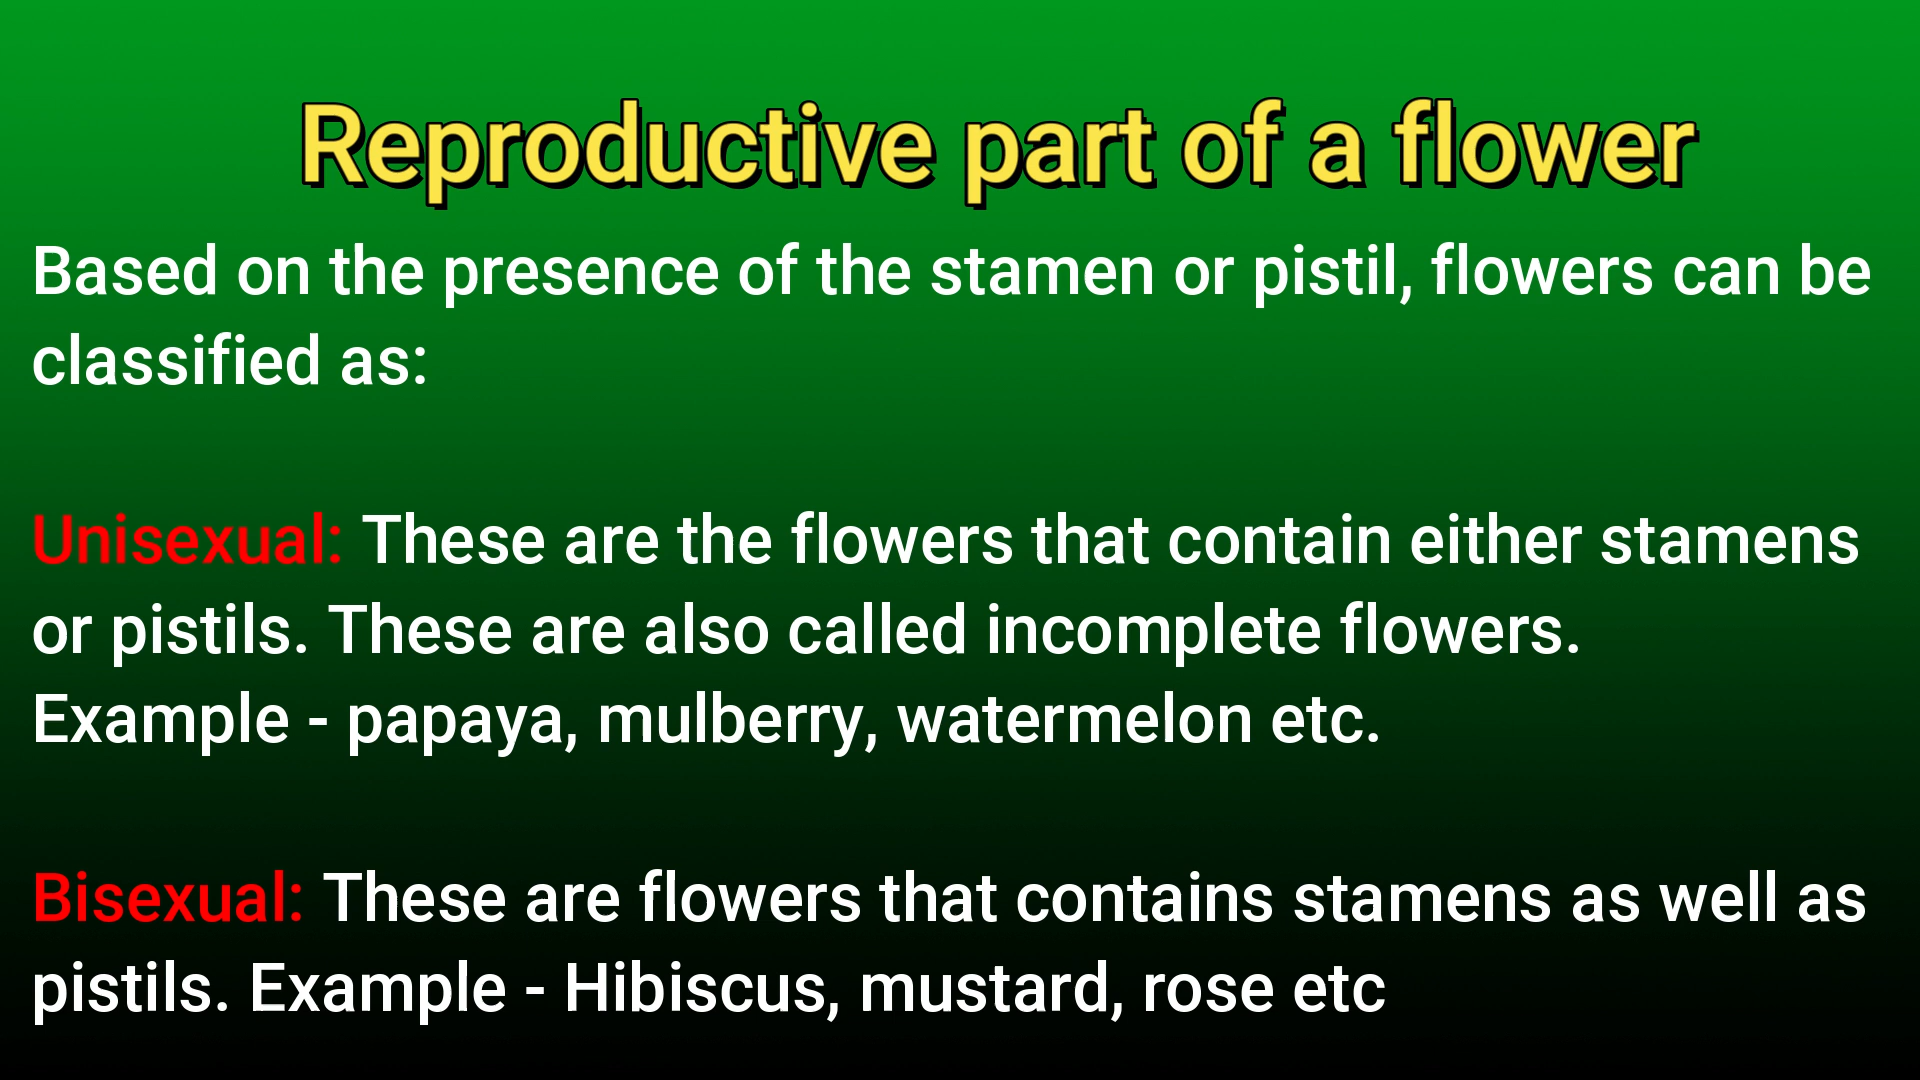 Reproductive part of a flower
Based on the presence of the stamen or pistil, flowers can be
classified as:
Unisexual: These are the flowers that contain either stamens
or pistils. These are also called incomplete flowers.
Example - papaya, mulberry, watermelon etc.
Bisexual: These are flowers that contains stamens as well as
pistils. Example - Hibiscus, mustard, rose etc